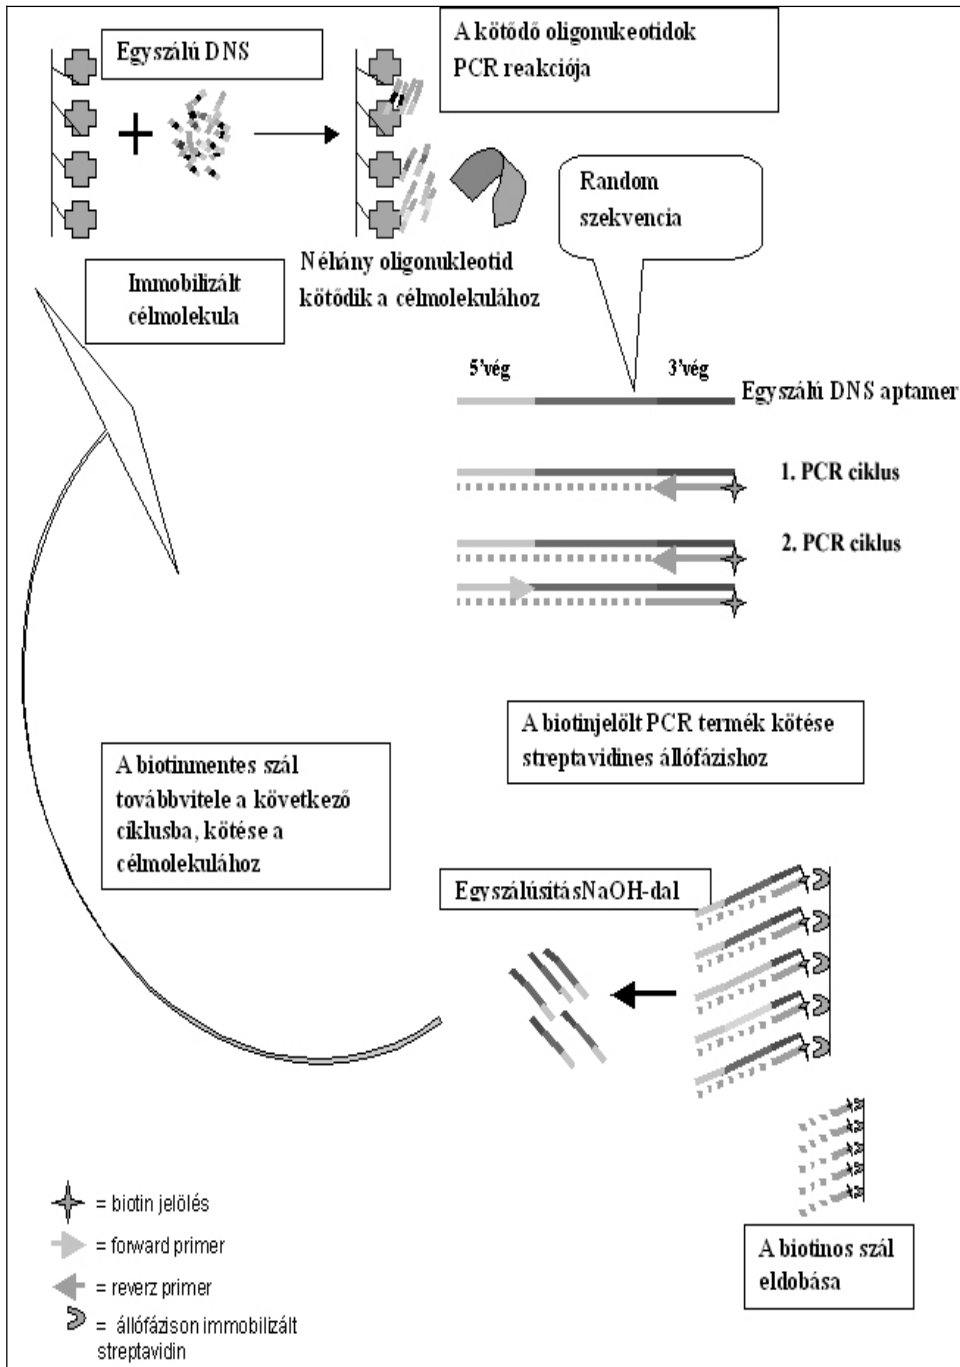 Egyszálú DNS
A kötődő oligonukeotidok
PCR reakciója
Random
szekvencia
Immobilizált
célmolekula
Néhány oligonukleotid
kötődik a célmolekulához
5'vég
3'vég
Egyszálú DNS aptamer
1. PCR ciklus
2. PCR ciklus
A biotinjelölt PCR termék kötése
streptavidines állófázishoz
A biotinmentes szál
továbbvitele a következő
ciklusba, kötése a
célmolekulához
EgyszálúsításNaOH-dal
= biotin jelölés
= forward primer
= reverz primer
= állófázison immobilizált
streptavidin
A biotinos szál
eldobása